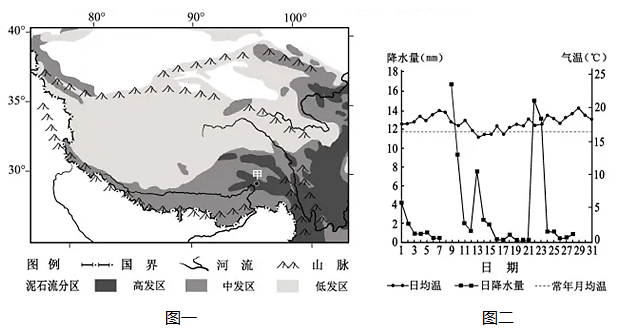 80° 90° 100°
40°
35°
30°
甲
图例 国界 河流 山脉
泥石流分区 高发区 中发区 低发区
图一
降水量(mm) 气温(℃)
18 25
16
14 20
12
10 15
8
6 10
4 5
2
0 0
1 3 5 7 9 11 13 15 17 19 21 23 25 27 29 31
日期
日均温 日降水量 常年月均温
图二